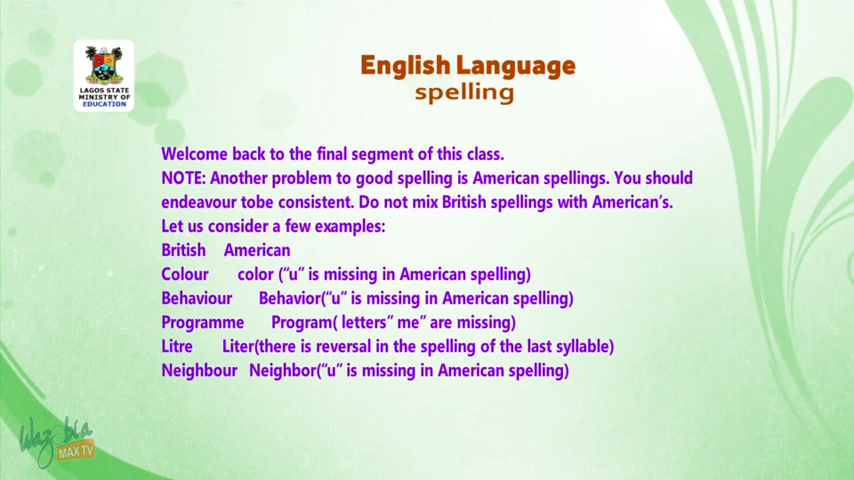 LAGOS STATE
MINISTRY OF
EDUCATION
English Language
spelling
Welcome back to the final segment of this class.
NOTE: Another problem to good spelling is American spellings. You should
endeavour tobe consistent. Do not mix British spellings with American's.
Let us consider a few examples:
British American
Colour color (“u” is missing in American spelling)
Behaviour Behavior(“u” is missing in American spelling)
Programme Program( letters” me” are missing)
Litre Liter(there is reversal in the spelling of the last syllable)
Neighbour Neighbor(“u” is missing in American spelling)
Wazobia
MAX TV